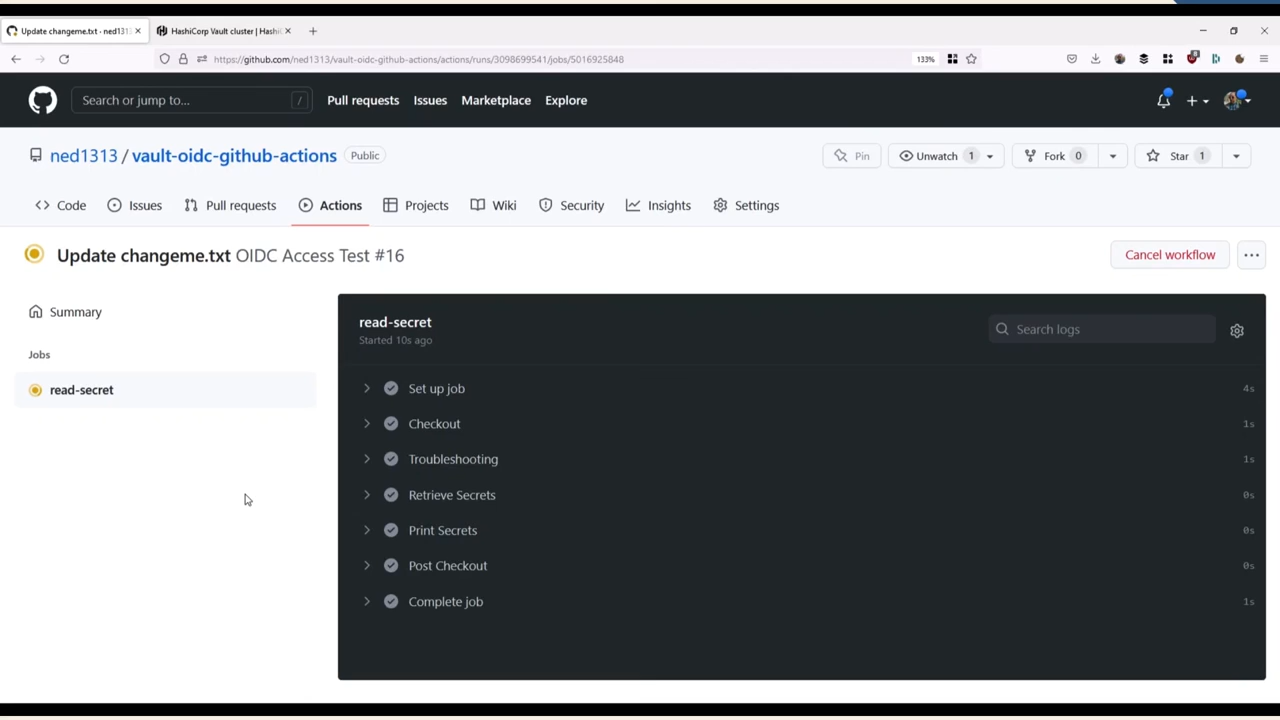 Update changeme.txt · ned131
HashiCorp Vault cluster | Hashi
https://github.com/ned1313/vault-oidc-github-actions/actions/runs/3098699541/jobs/5016925848
133%
Search or jump to...
/
Pull requests
Issues
Marketplace
Explore
ned1313 / vault-oidc-github-actions
Public
Pin
Unwatch 1
Fork 0
Star 1
Code
Issues
Pull requests
Actions
Projects
Wiki
Security
Insights
Settings
Update changeme.txt OIDC Access Test #16
Cancel workflow
Summary
Jobs
read-secret
read-secret
Started 10s ago
Search logs
Set up job 4s
Checkout 1s
Troubleshooting 1s
Retrieve Secrets 0s
Print Secrets 0s
Post Checkout 0s
Complete job 1s